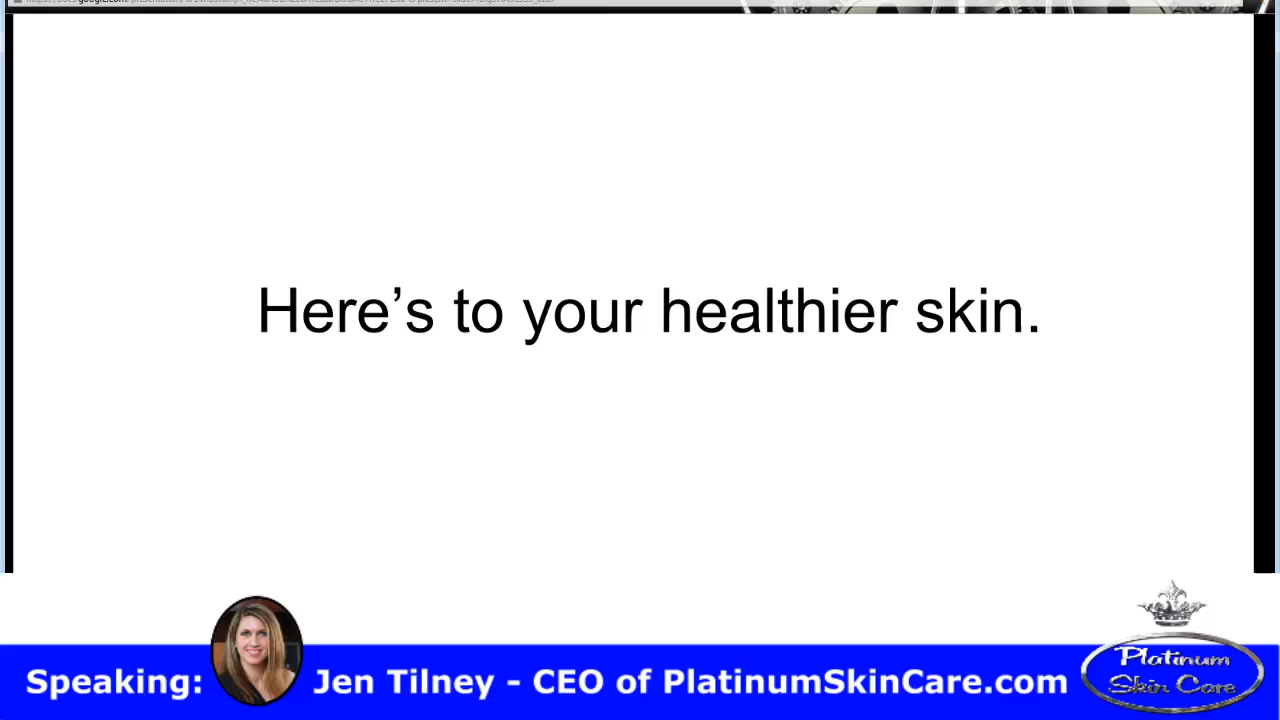 Here’s to your healthier skin.
Speaking: Jen Tilney - CEO of PlatinumSkinCare.com
Platinum
Skin Care